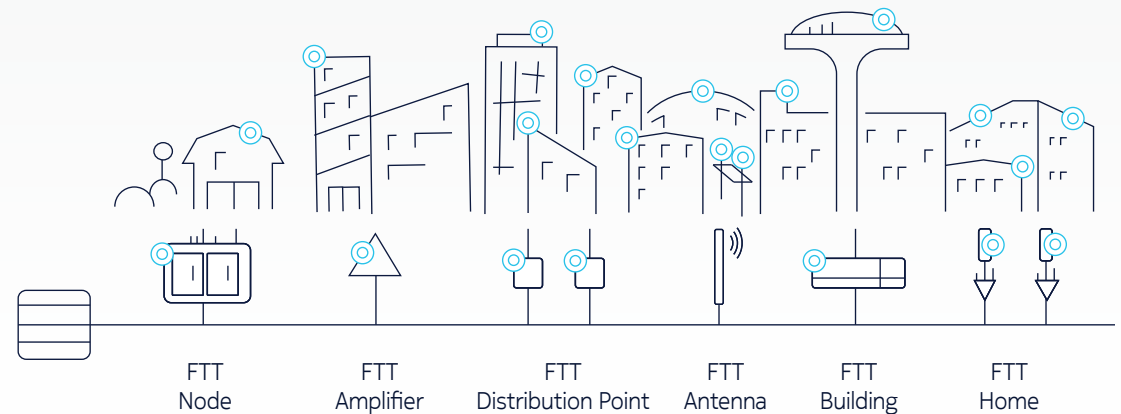 FTT
Node
FTT
Amplifier
FTT
Distribution Point
FTT
Antenna
FTT
Building
FTT
Home